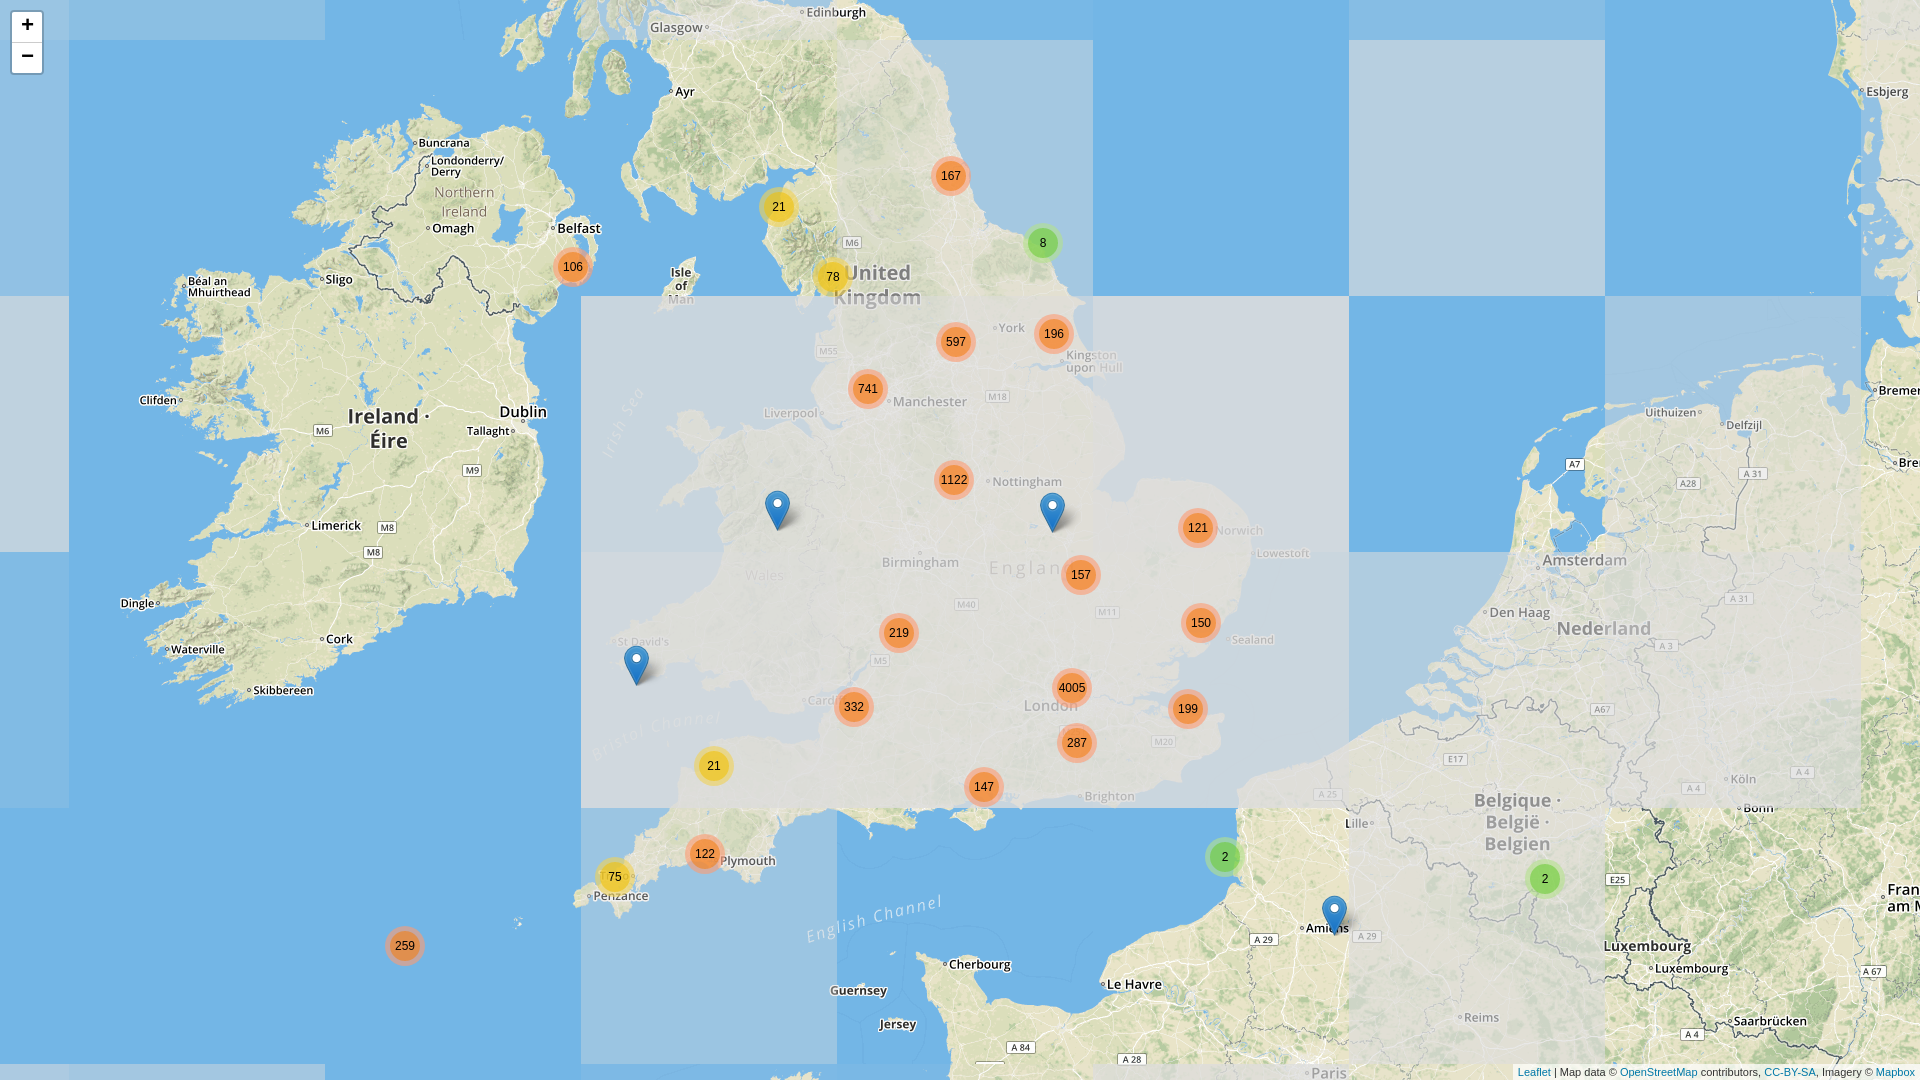 +
−
Edinburgh
Glasgow
Ayr
Esbjerg
Buncrana
Londonderry/
Derry
Northern
Ireland
Omagh
Belfast
106
167
21
M6
8
78
United
Kingdom
Isle
of
Man
Béal an
Mhuirthead
Sligo
597
York
196
Kingston
upon Hull
M55
741
Manchester
M18
Liverpool
Irish Sea
Clifden
Ireland ·
Éire
Dublin
Tallaght
M6
M9
Limerick
M8
M8
Dingle
Waterville
Cork
Skibbereen
1122
Nottingham
121
Norwich
Lowestoft
Birmingham
Wales
157
M40
M11
219
150
Sealand
St David's
M5
332
4005
London
199
287
M20
Bristol Channel
21
147
Brighton
122
Plymouth
75
Penzance
259
English Channel
Guernsey
Jersey
Cherbourg
Le Havre
A 84
A 28
A 29
Amiens
A 29
2
2
Lille
A 25
E17
Belgique ·
België ·
Belgien
Uithuizen
Delfzijl
A7
A28
A 31
Amsterdam
Den Haag
A 31
Nederland
A 3
A67
Köln
A 4
A 4
Bonn
E25
Luxembourg
Luxembourg
A 67
Saarbrücken
A 4
Reims
Paris
Leaflet | Map data © OpenStreetMap contributors, CC-BY-SA, Imagery © Mapbox